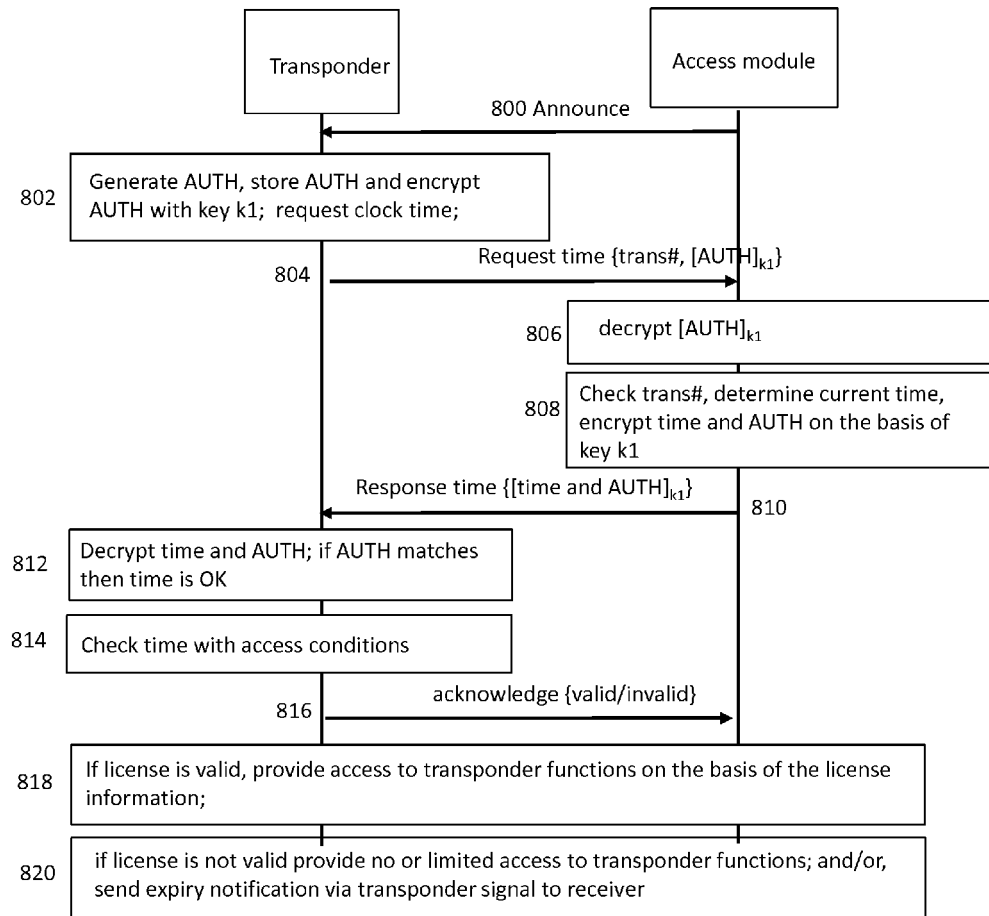 Transponder
Access module
800 Announce
802
Generate AUTH, store AUTH and encrypt
AUTH with key k1; request clock time;
804
Request time {trans#, [AUTH]k1}
806
decrypt [AUTH]k1
808
Check trans#, determine current time,
encrypt time and AUTH on the basis of
key k1
Response time {[time and AUTH]k1}
810
812
Decrypt time and AUTH; if AUTH matches
then time is OK
814
Check time with access conditions
816
acknowledge {valid/invalid}
818
If license is valid, provide access to transponder functions on the basis of the license
information;
820
if license is not valid provide no or limited access to transponder functions; and/or,
send expiry notification via transponder signal to receiver